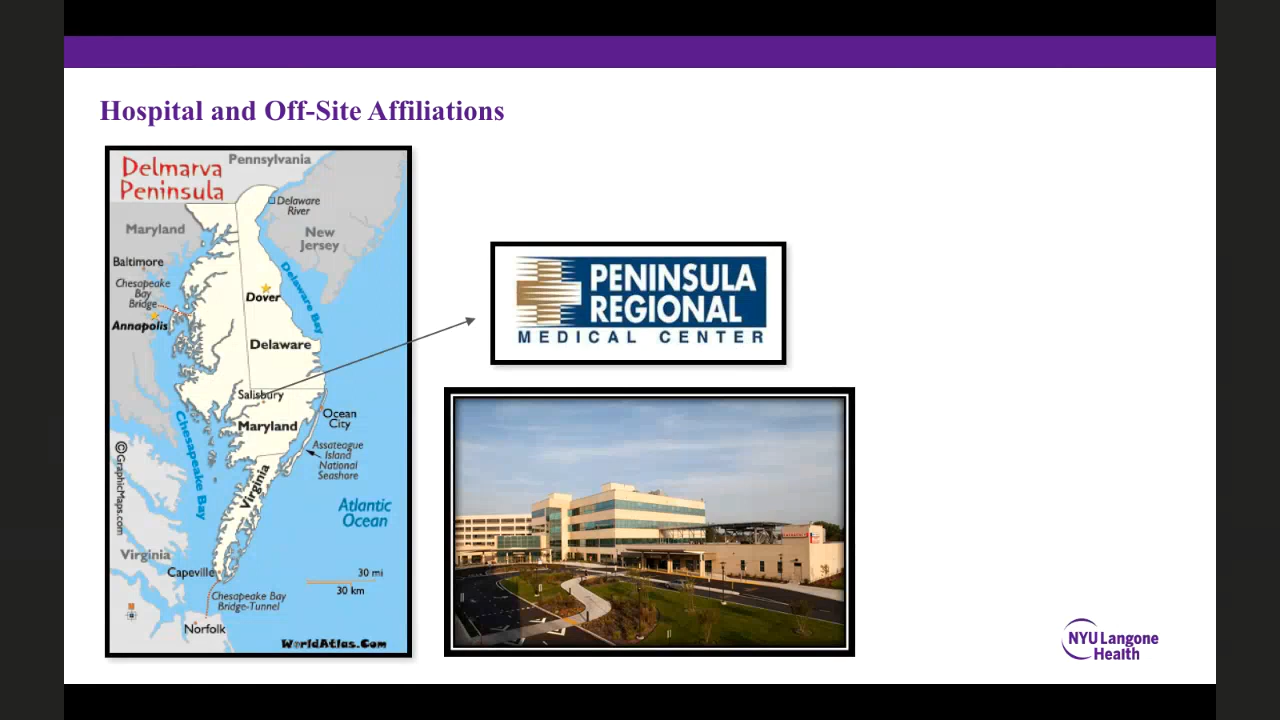 Hospital and Off-Site Affiliations
Delmarva
Peninsula
Pennsylvania
Delaware
River
Maryland
New
Jersey
Baltimore
Chesapeake
Bay
Bridge
Delaware Bay
Dover
Annapolis
Delaware
Salisbury
Ocean
City
Maryland
Assateague
Island
National
Seashore
Chesapeake Bay
©GraphicMaps.com
Virginia
Atlantic
Ocean
Virginia
Capeville
30 mi
30 km
Chesapeake Bay
Bridge-Tunnel
Norfolk
WorldAtlas.Com
PENINSULA
REGIONAL
MEDICAL CENTER
NYU Langone
Health